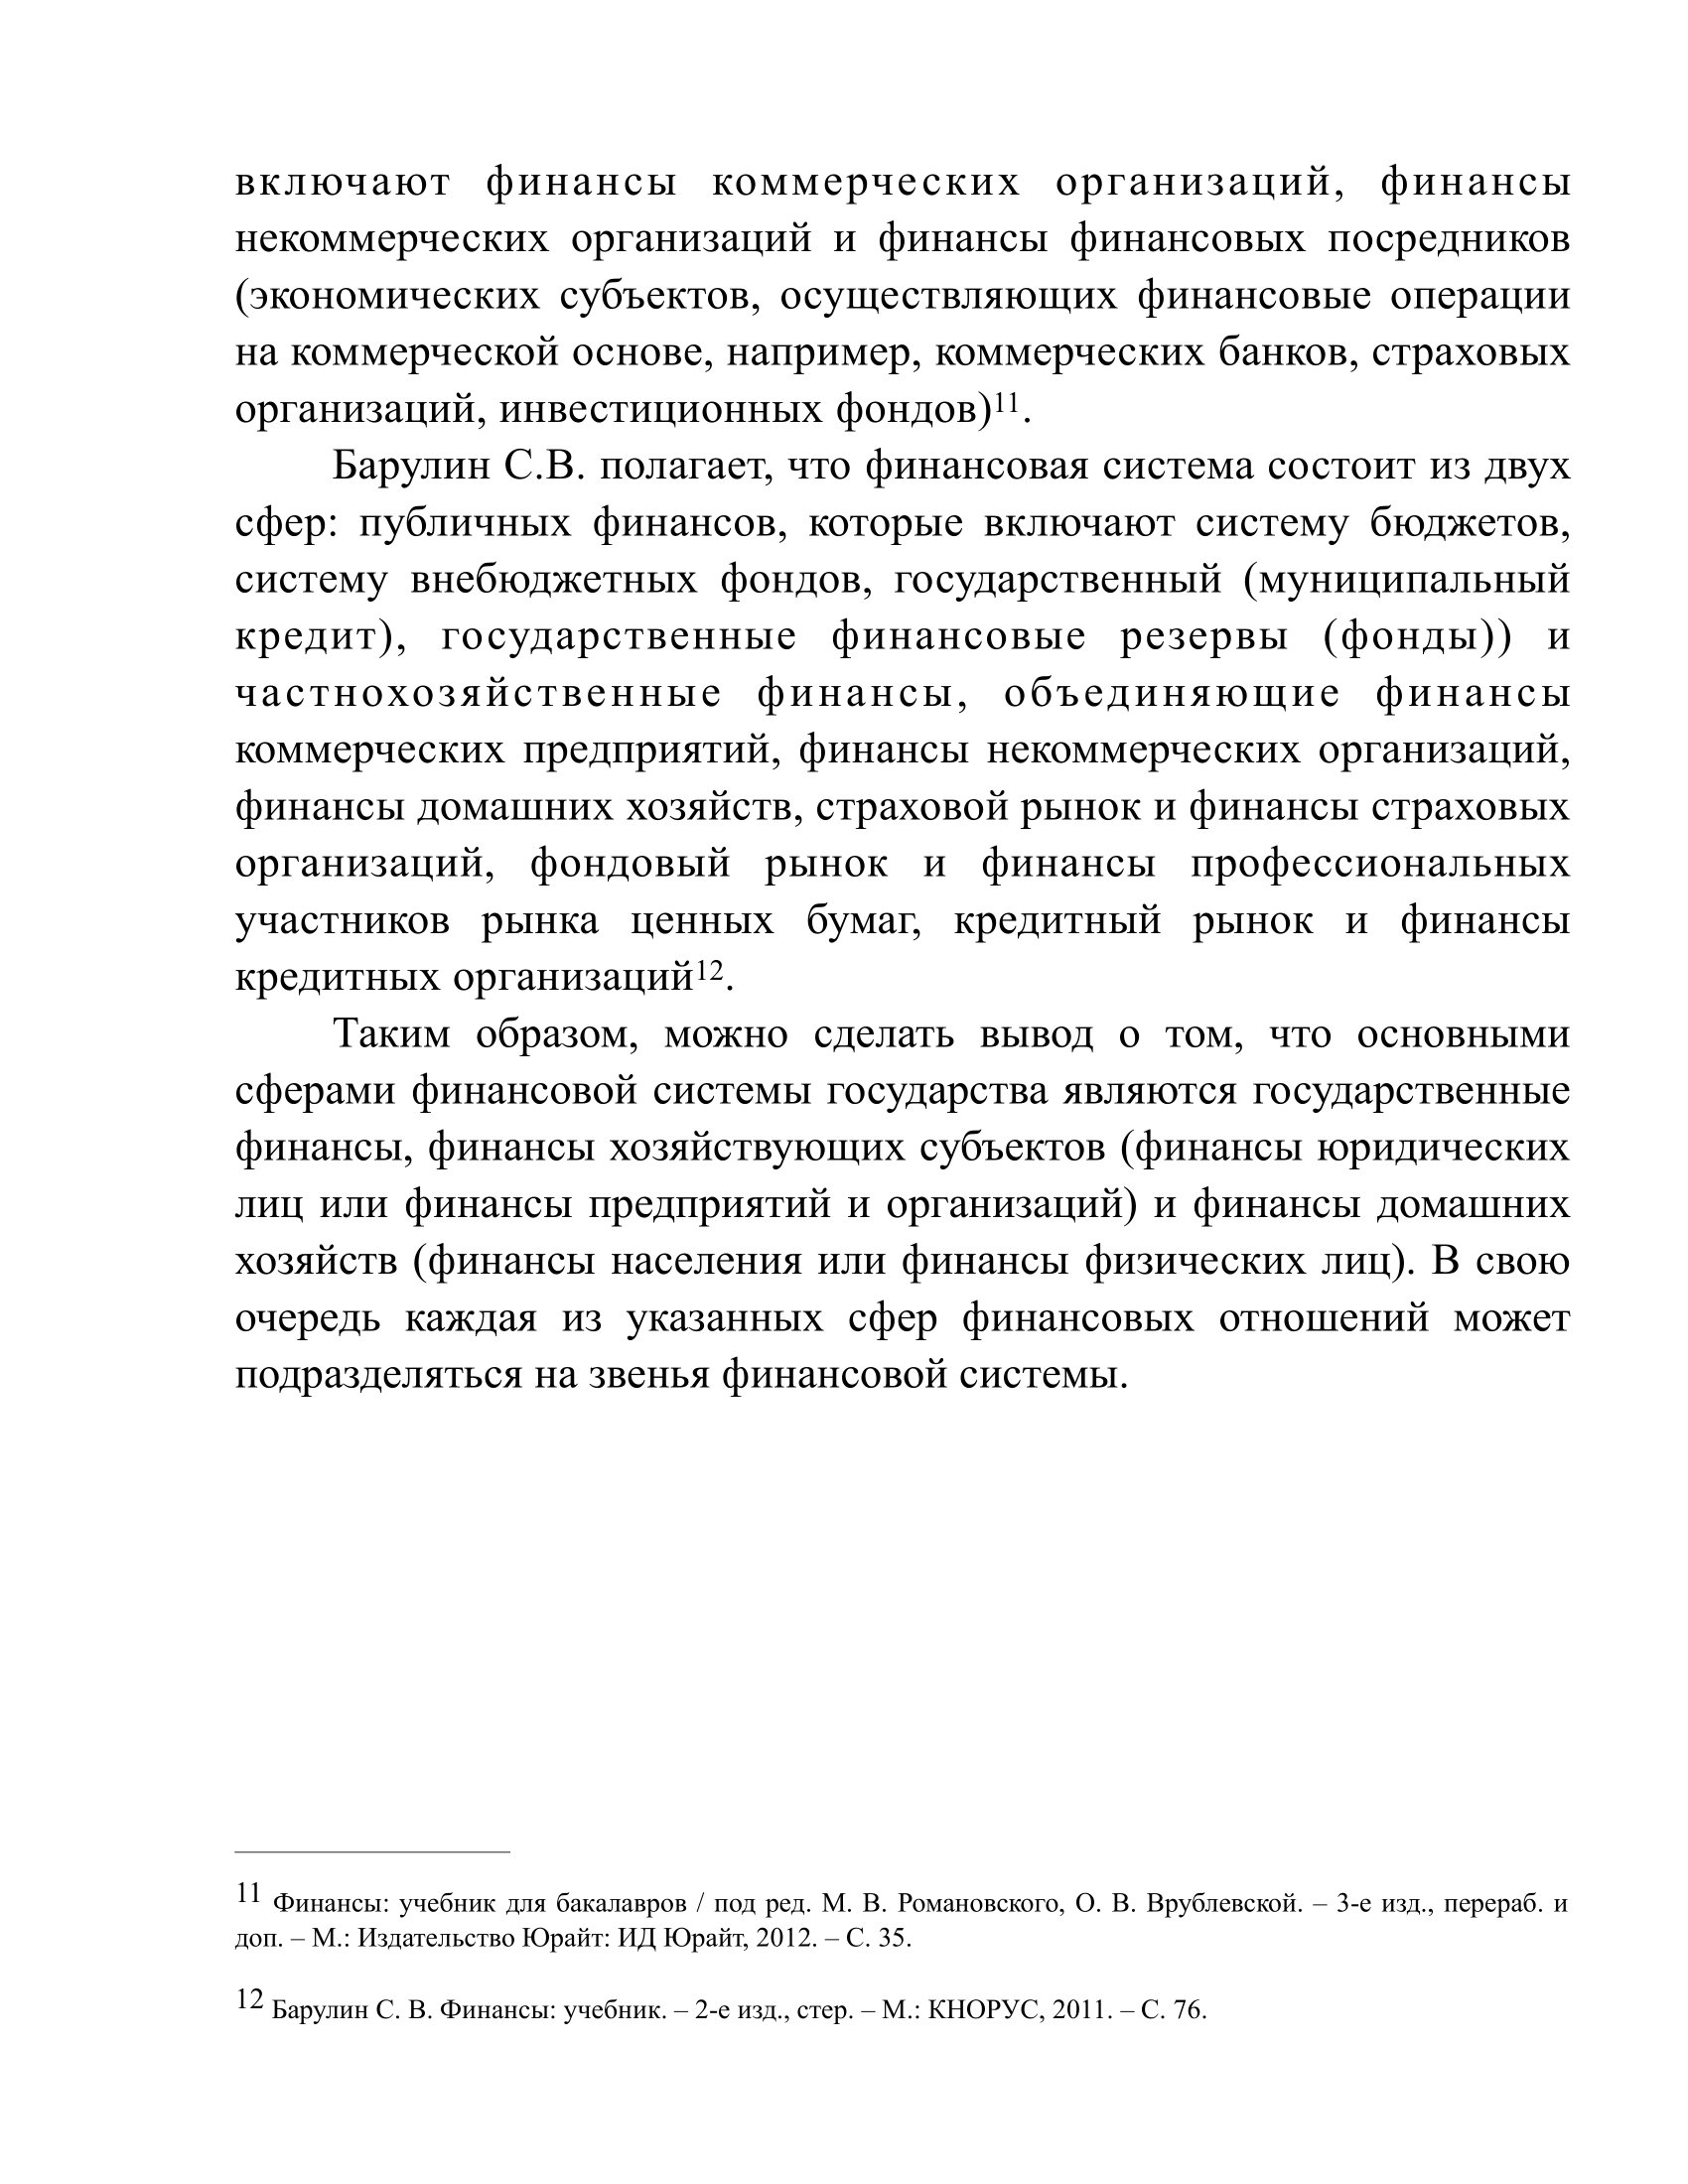 включают финансы коммерческих организаций, финансы
некоммерческих организаций и финансы финансовых посредников
(экономических субъектов, осуществляющих финансовые операции
на коммерческой основе, например, коммерческих банков, страховых
организаций, инвестиционных фондов)11.
Барулин С.В. полагает, что финансовая система состоит из двух
сфер: публичных финансов, которые включают систему бюджетов,
систему внебюджетных фондов, государственный (муниципальный
кредит), государственные финансовые резервы (фонды)) и
частнохозяйственные финансы, объединяющие финансы
коммерческих предприятий, финансы некоммерческих организаций,
финансы домашних хозяйств, страховой рынок и финансы страховых
организаций, фондовый рынок и финансы профессиональных
участников рынка ценных бумаг, кредитный рынок и финансы
кредитных организаций12.
Таким образом, можно сделать вывод о том, что основными
сферами финансовой системы государства являются государственные
финансы, финансы хозяйствующих субъектов (финансы юридических
лиц или финансы предприятий и организаций) и финансы домашних
хозяйств (финансы населения или финансы физических лиц). В свою
очередь каждая из указанных сфер финансовых отношений может
подразделяться на звенья финансовой системы.
11 Финансы: учебник для бакалавров / под ред. М. В. Романовского, О. В. Врублевской. – 3-е изд., перераб. и
доп. – М.: Издательство Юрайт: ИД Юрайт, 2012. – С. 35.
12 Барулин С. В. Финансы: учебник. – 2-е изд., стер. – М.: КНОРУС, 2011. – С. 76.